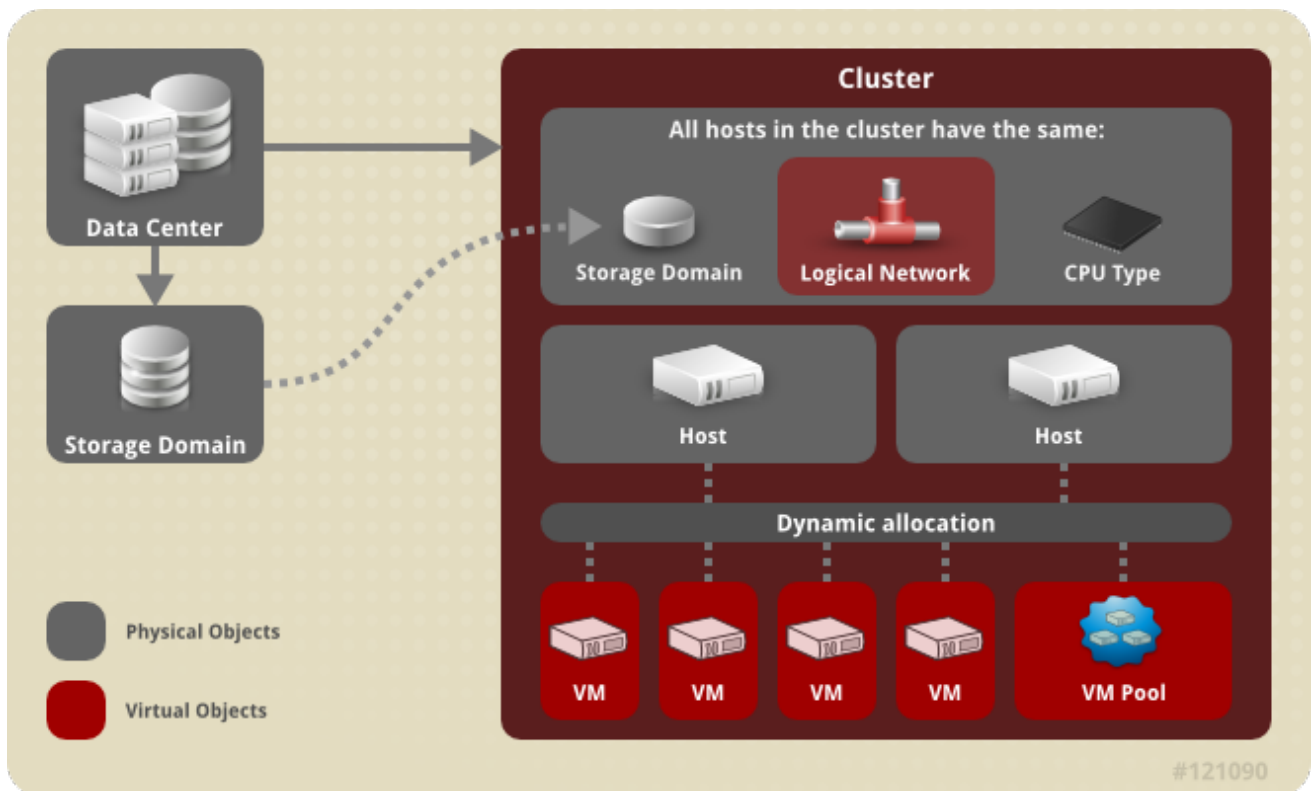 Cluster
All hosts in the cluster have the same:
Data Center
Storage Domain
Logical Network
CPU Type
Storage Domain
Host
Host
Dynamic allocation
VM
VM
VM
VM
VM Pool
Physical Objects
Virtual Objects
#121090